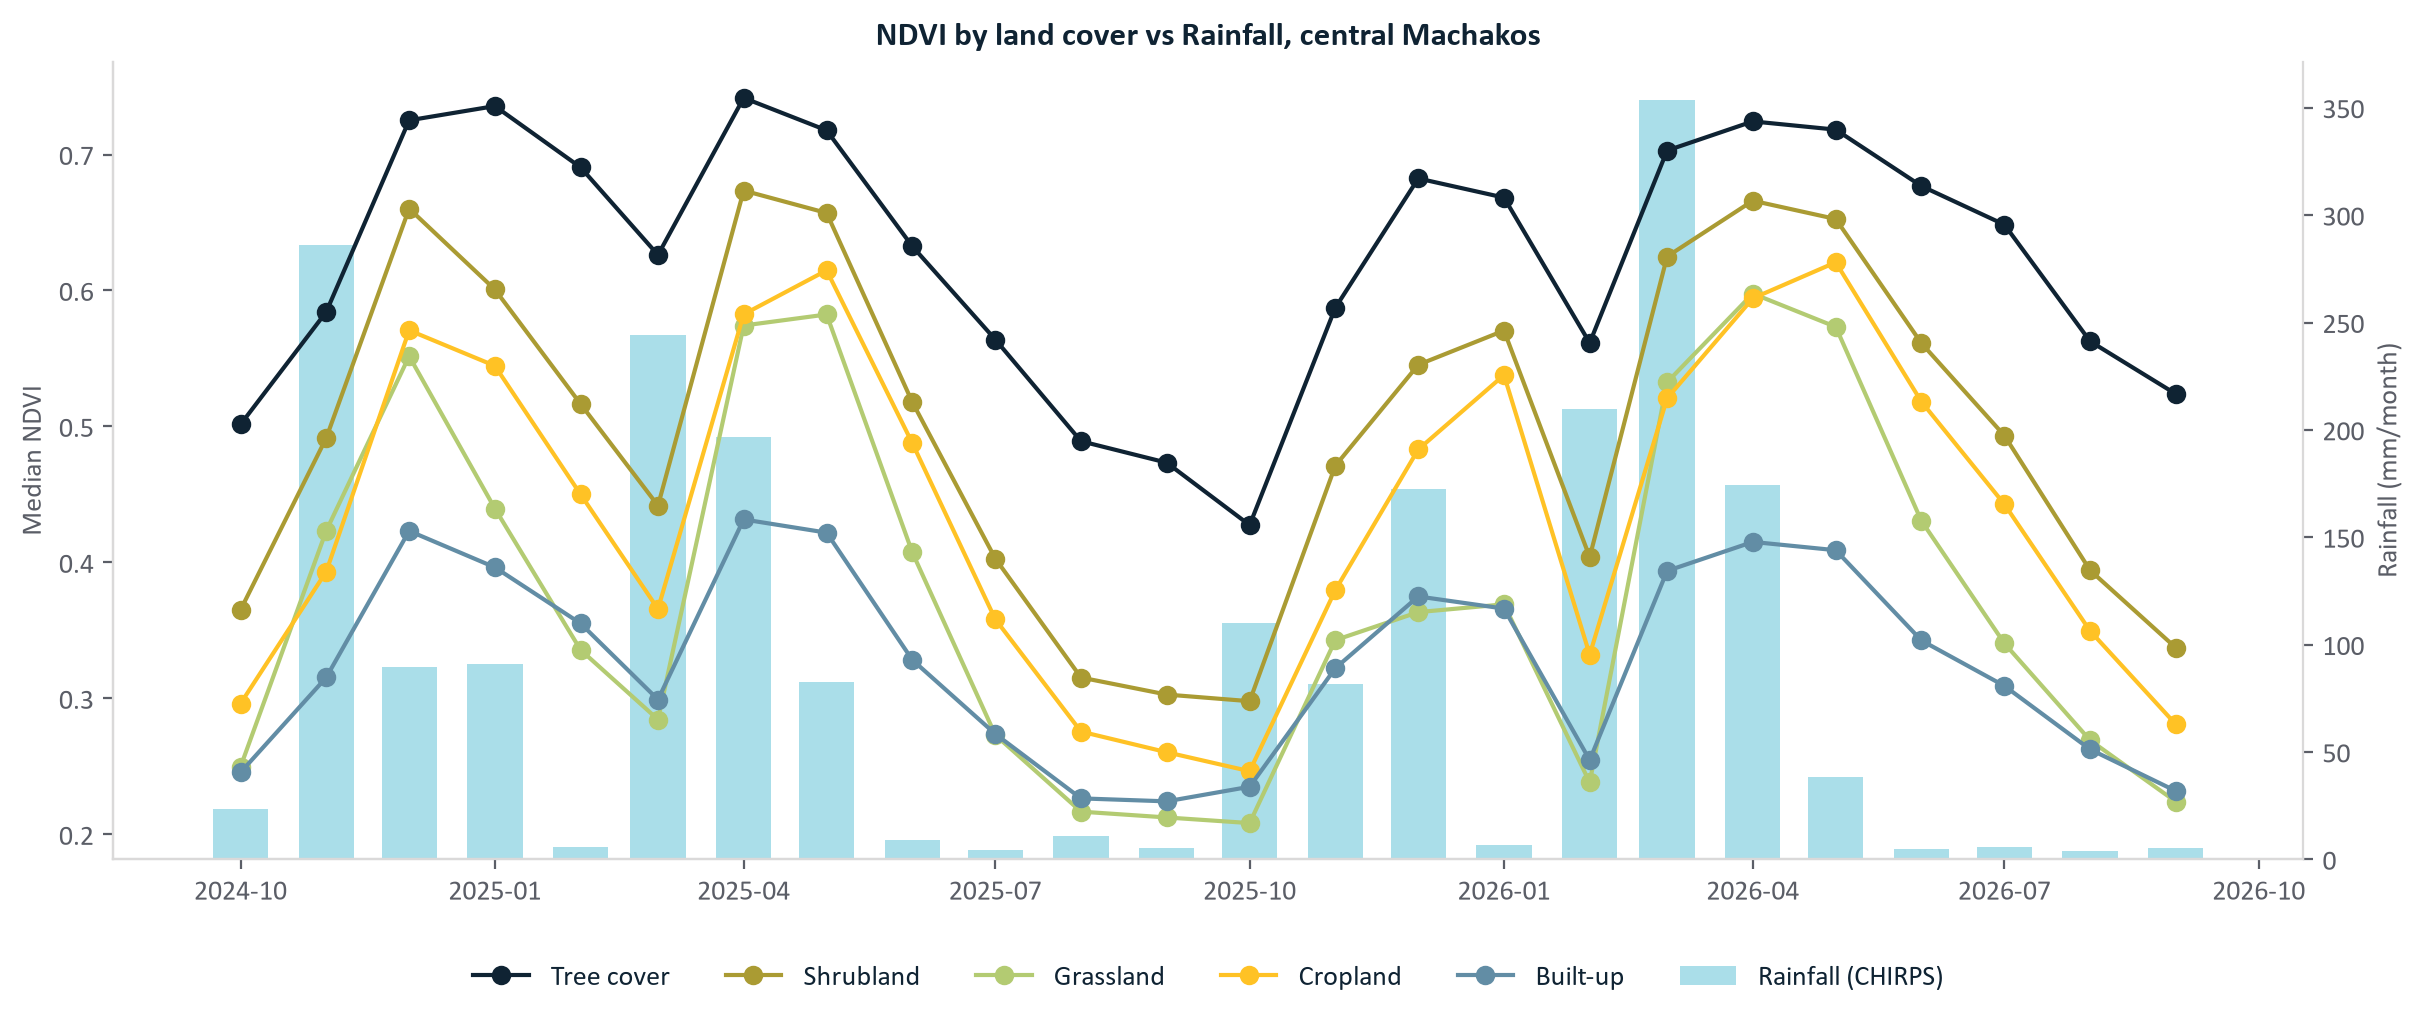 NDVI by land cover vs Rainfall, central Machakos
Median NDVI
0.7
0.6
0.5
0.4
0.3
0.2
350
300
250
200
150
100
50
0
Rainfall (mm/month)
2024-10 2025-01 2025-04 2025-07 2025-10 2026-01 2026-04 2026-07 2026-10
Tree cover Shrubland Grassland Cropland Built-up Rainfall (CHIRPS)